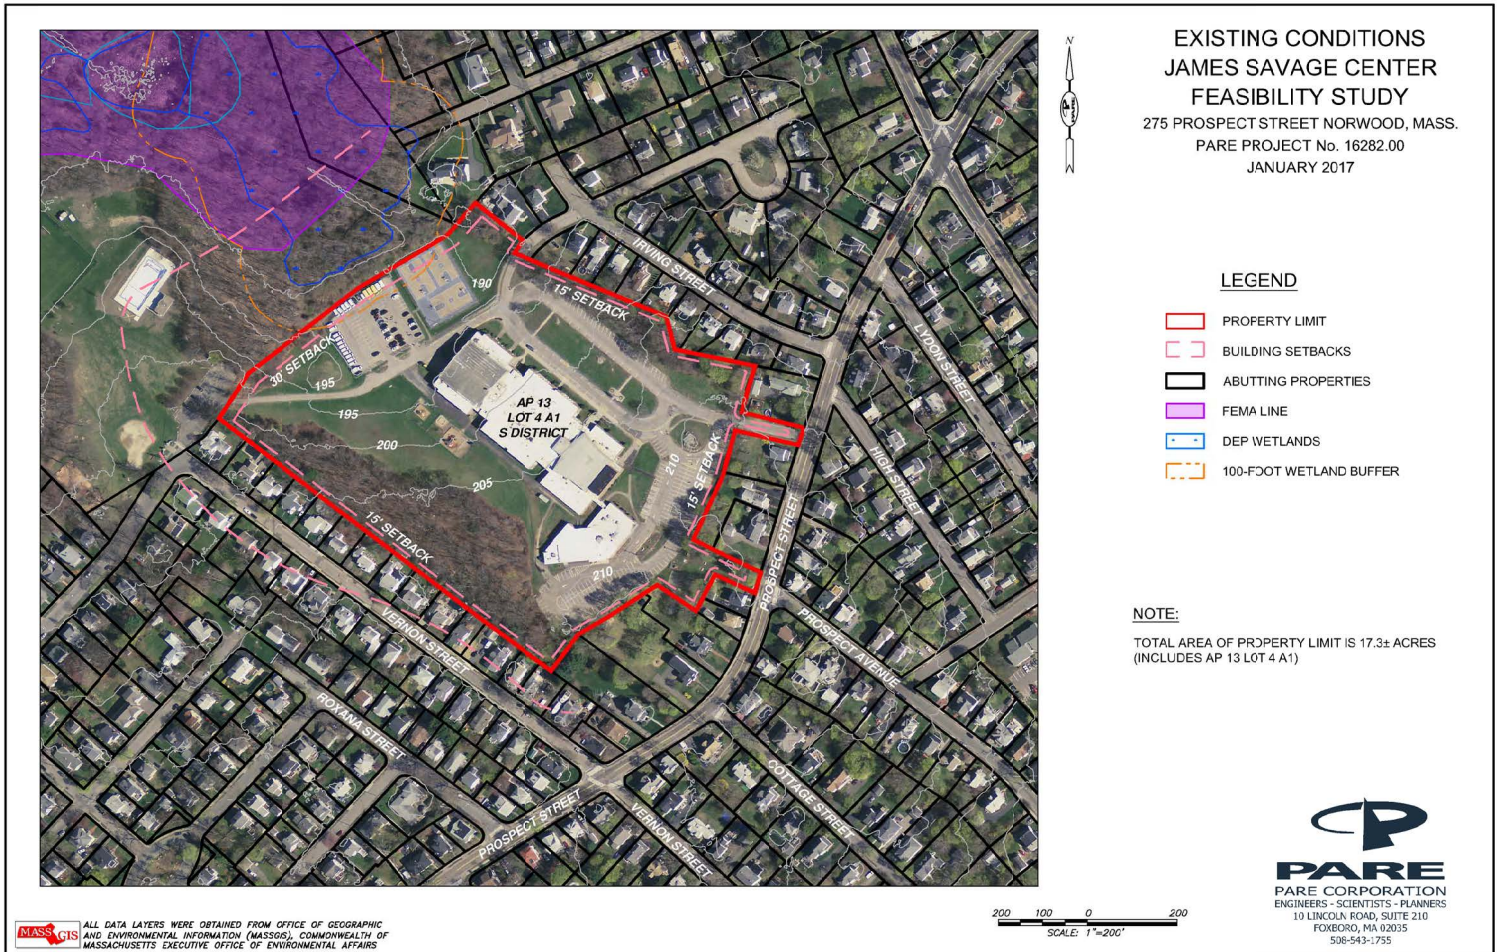 EXISTING CONDITIONS
JAMES SAVAGE CENTER
FEASIBILITY STUDY
275 PROSPECT STREET NORWOOD, MASS.
PARE PROJECT No. 16282.00
JANUARY 2017
N
PARE
LEGEND
PROPERTY LIMIT
BUILDING SETBACKS
ABUTTING PROPERTIES
FEMA LINE
DEP WETLANDS
100-FOOT WETLAND BUFFER
NOTE:
TOTAL AREA OF PROPERTY LIMIT IS 17.3± ACRES
(INCLUDES AP 13 LOT 4 A1)
IRVING STREET
190
15' SETBACK
LYDON STREET
30' SETBACK
195
195
AP 13
LOT 4 A1
S DISTRICT
200
205
210
15' SETBACK
HIGH STREET
15' SETBACK
210
PROSPECT STREET
PROSPECT AVENUE
VERNON STREET
ROXANA STREET
COTTAGE STREET
PROSPECT STREET
VERNON STREET
PARE
PARE CORPORATION
ENGINEERS - SCIENTISTS - PLANNERS
10 LINCOLN ROAD, SUITE 210
FOXBORO, MA 02035
508-543-1755
200 100 0 200
SCALE: 1"=200'
MASS GIS
ALL DATA LAYERS WERE OBTAINED FROM OFFICE OF GEOGRAPHIC
AND ENVIRONMENTAL INFORMATION (MASSGIS), COMMONWEALTH OF
MASSACHUSETTS EXECUTIVE OFFICE OF ENVIRONMENTAL AFFAIRS